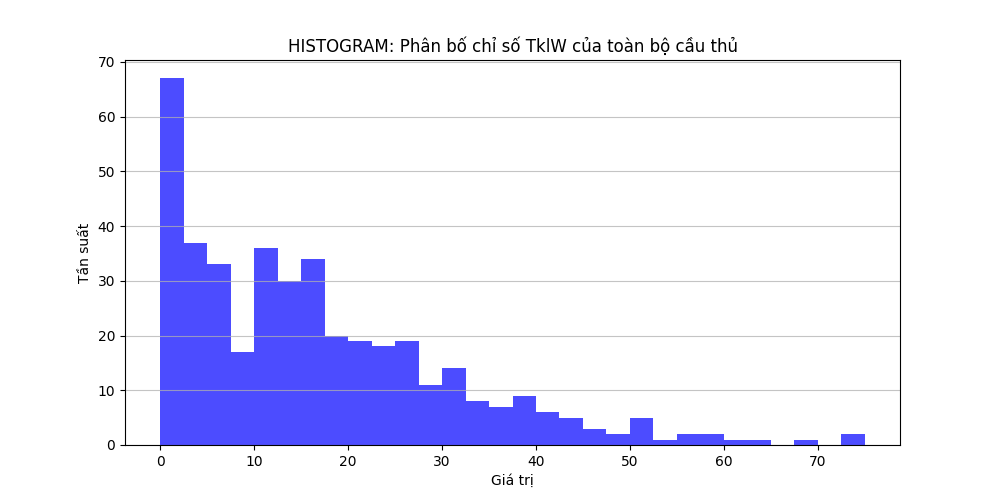 HISTOGRAM: Phân bố chỉ số TklW của toàn bộ cầu thủ
70
60
50
40
30
20
10
0
Tần suất
0 10 20 30 40 50 60 70
Giá trị